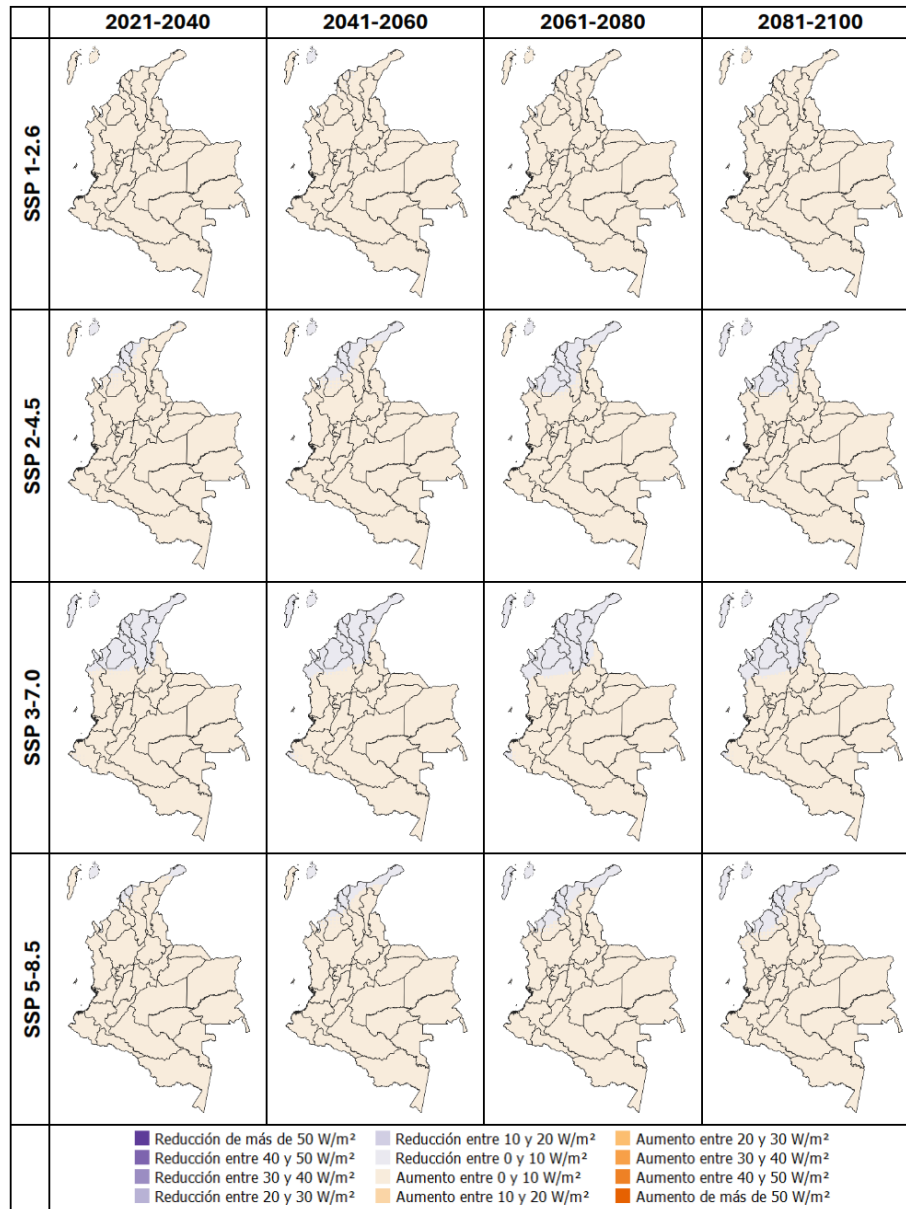 2021-2040 2041-2060 2061-2080 2081-2100
SSP 1-2.6
SSP 2-4.5
SSP 3-7.0
SSP 5-8.5
Reducción de más de 50 W/m² Reducción entre 10 y 20 W/m² Aumento entre 20 y 30 W/m²
Reducción entre 40 y 50 W/m² Reducción entre 0 y 10 W/m² Aumento entre 30 y 40 W/m²
Reducción entre 30 y 40 W/m² Aumento entre 0 y 10 W/m² Aumento entre 40 y 50 W/m²
Reducción entre 20 y 30 W/m² Aumento entre 10 y 20 W/m² Aumento de más de 50 W/m²